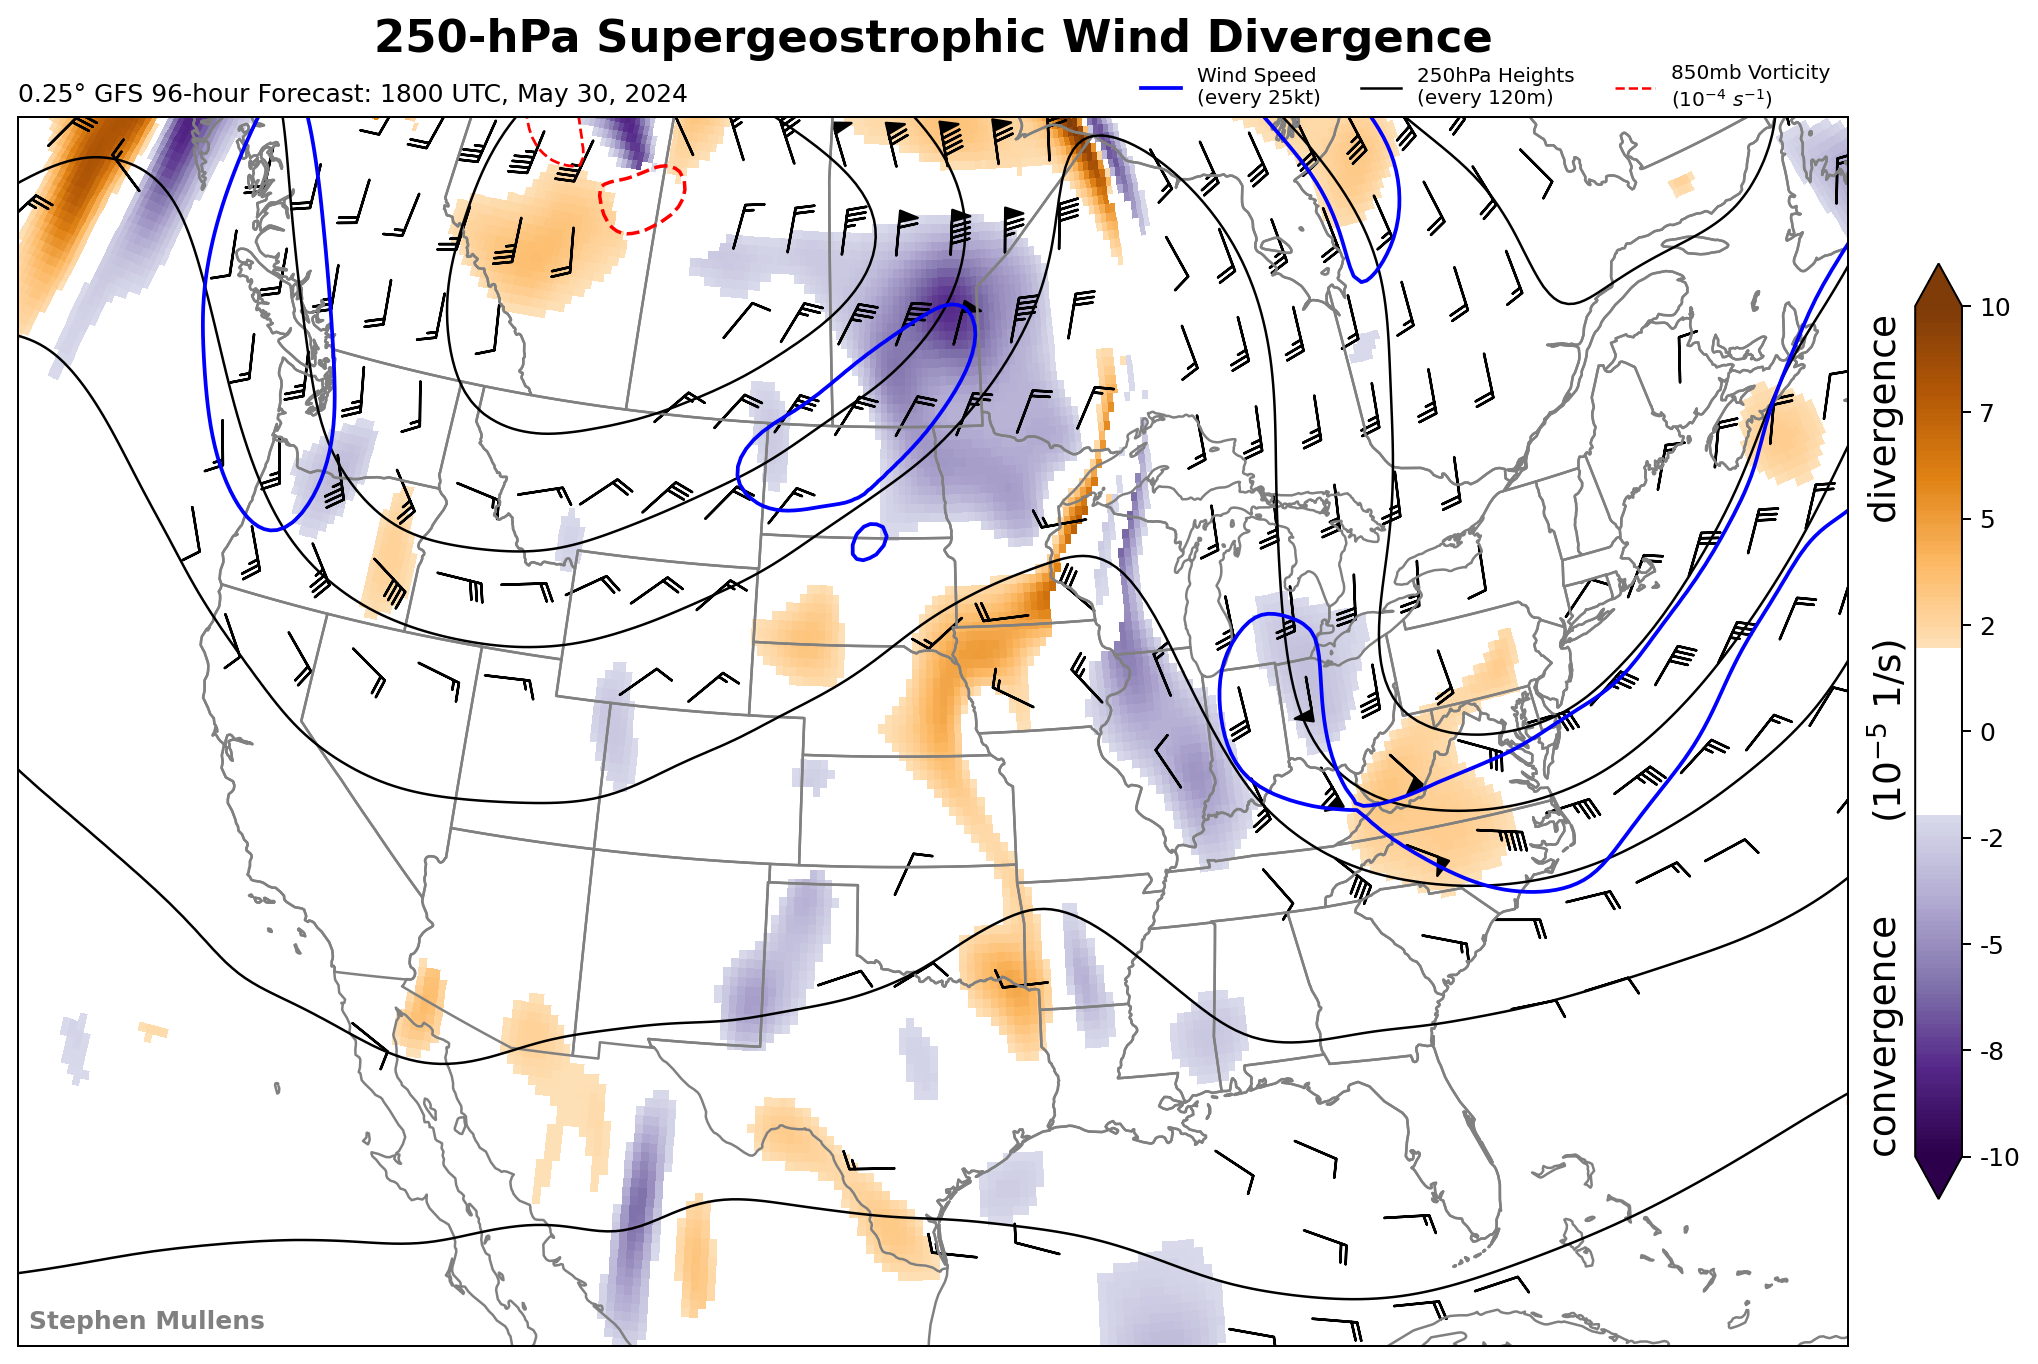 250-hPa Supergeostrophic Wind Divergence
0.25° GFS 96-hour Forecast: 1800 UTC, May 30, 2024
Wind Speed
(every 25kt)
250hPa Heights
(every 120m)
850mb Vorticity
(10⁻⁴ s⁻¹)
10
7
5
2
0
-2
-5
-8
-10
convergence (10⁻⁵ 1/s) divergence
Stephen Mullens